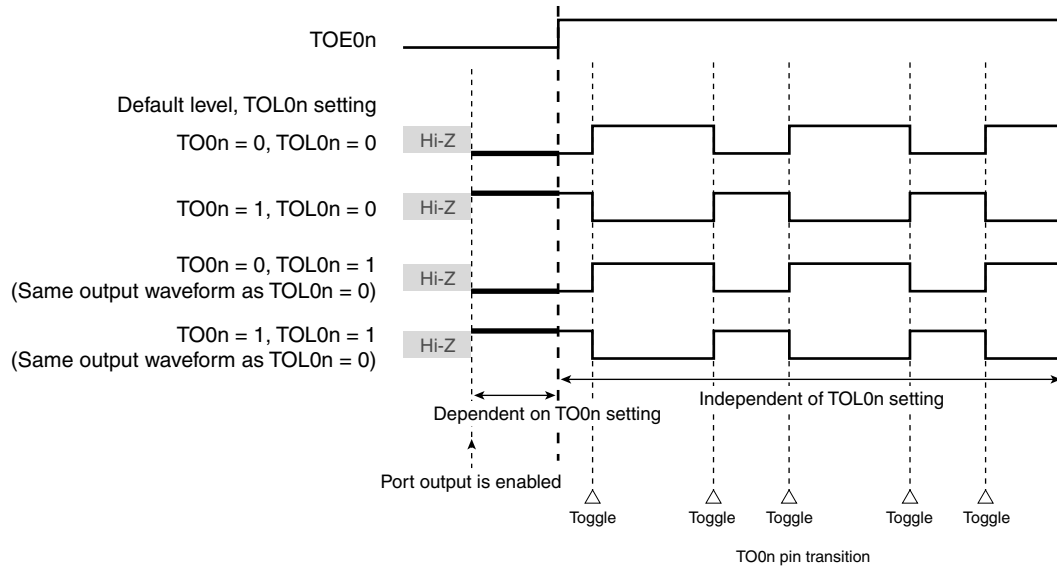 TOE0n
Default level, TOL0n setting
TO0n = 0, TOL0n = 0
Hi-Z
TO0n = 1, TOL0n = 0
Hi-Z
TO0n = 0, TOL0n = 1
(Same output waveform as TOL0n = 0)
Hi-Z
TO0n = 1, TOL0n = 1
(Same output waveform as TOL0n = 0)
Hi-Z
Dependent on TO0n setting
Independent of TOL0n setting
Port output is enabled
Toggle
Toggle
Toggle
Toggle
Toggle
TO0n pin transition